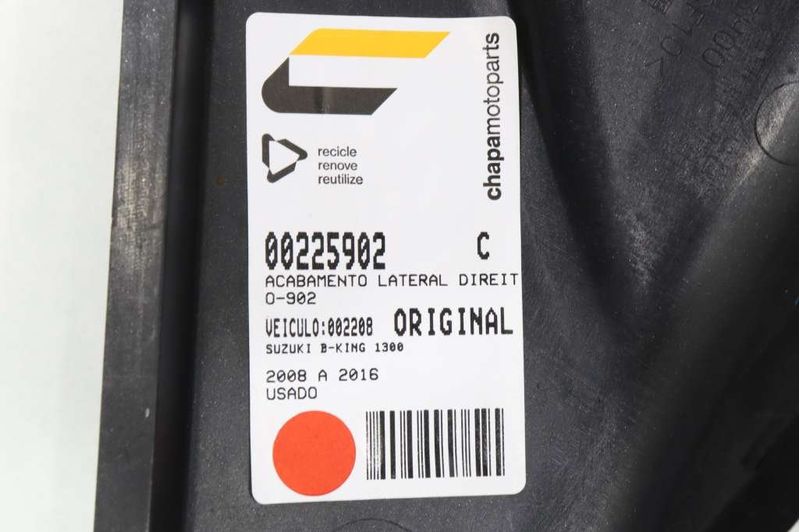 chapamotoparts
recicle
renove
reutilize
00225902 C
ACABAMENTO LATERAL DIREIT
O-902
VEICULO:002208 ORIGINAL
SUZUKI B-KING 1300
2008 A 2016
USADO